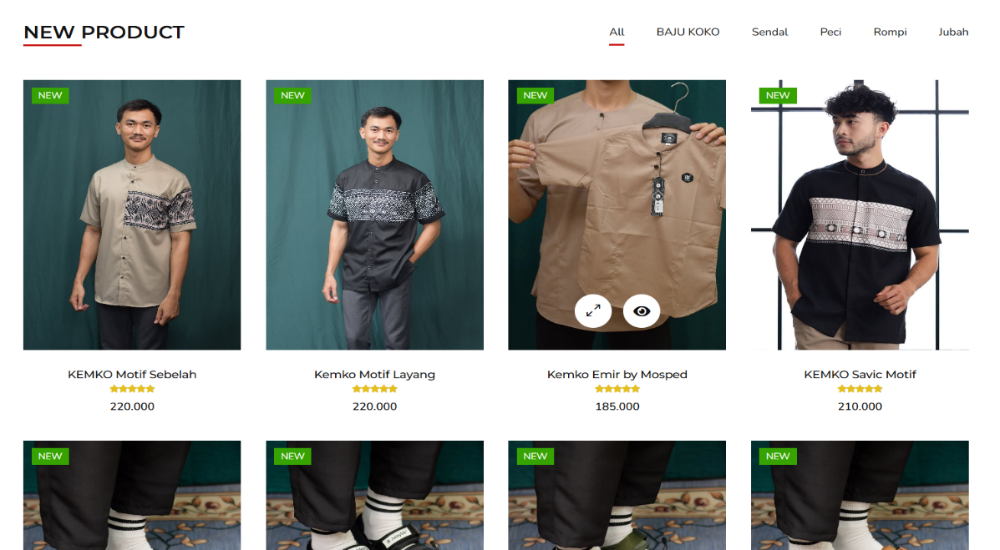 NEW PRODUCT
All BAJU KOKO Sendal Peci Rompi Jubah
NEW NEW NEW NEW
KEMKO Motif Sebelah Kemko Motif Layang Kemko Emir by Mosped KEMKO Savic Motif
220.000 220.000 185.000 210.000
NEW NEW NEW NEW